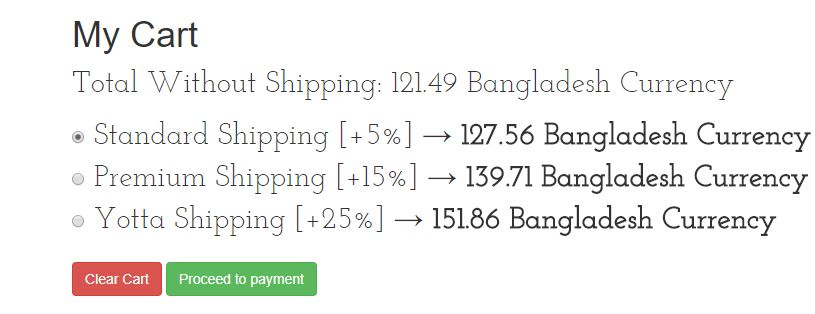 My Cart
Total Without Shipping: 121.49 Bangladesh Currency
Standard Shipping [+5%] → 127.56 Bangladesh Currency
Premium Shipping [+15%] → 139.71 Bangladesh Currency
Yotta Shipping [+25%] → 151.86 Bangladesh Currency
Clear Cart Proceed to payment